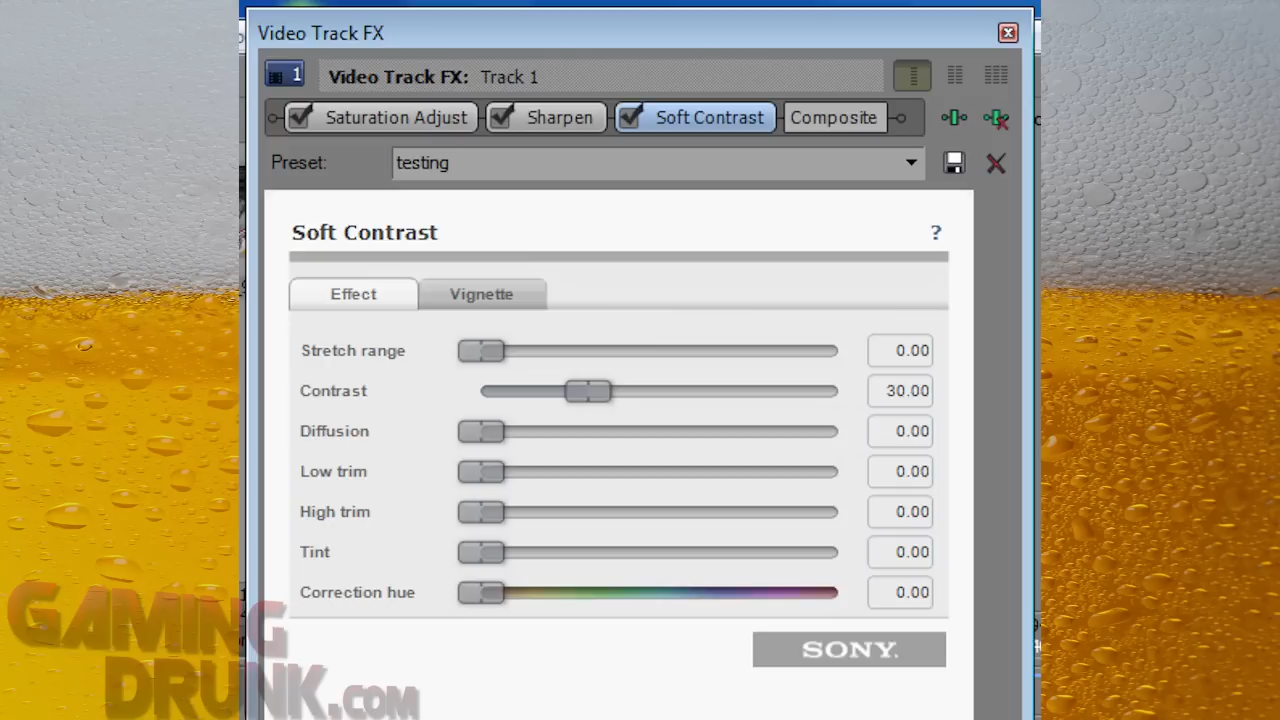 Video Track FX
1 Video Track FX: Track 1
Saturation Adjust Sharpen Soft Contrast Composite
Preset: testing
Soft Contrast ?
Effect Vignette
Stretch range 0.00
Contrast 30.00
Diffusion 0.00
Low trim 0.00
High trim 0.00
Tint 0.00
Correction hue 0.00
SONY.
GAMING
DRUNK.COM